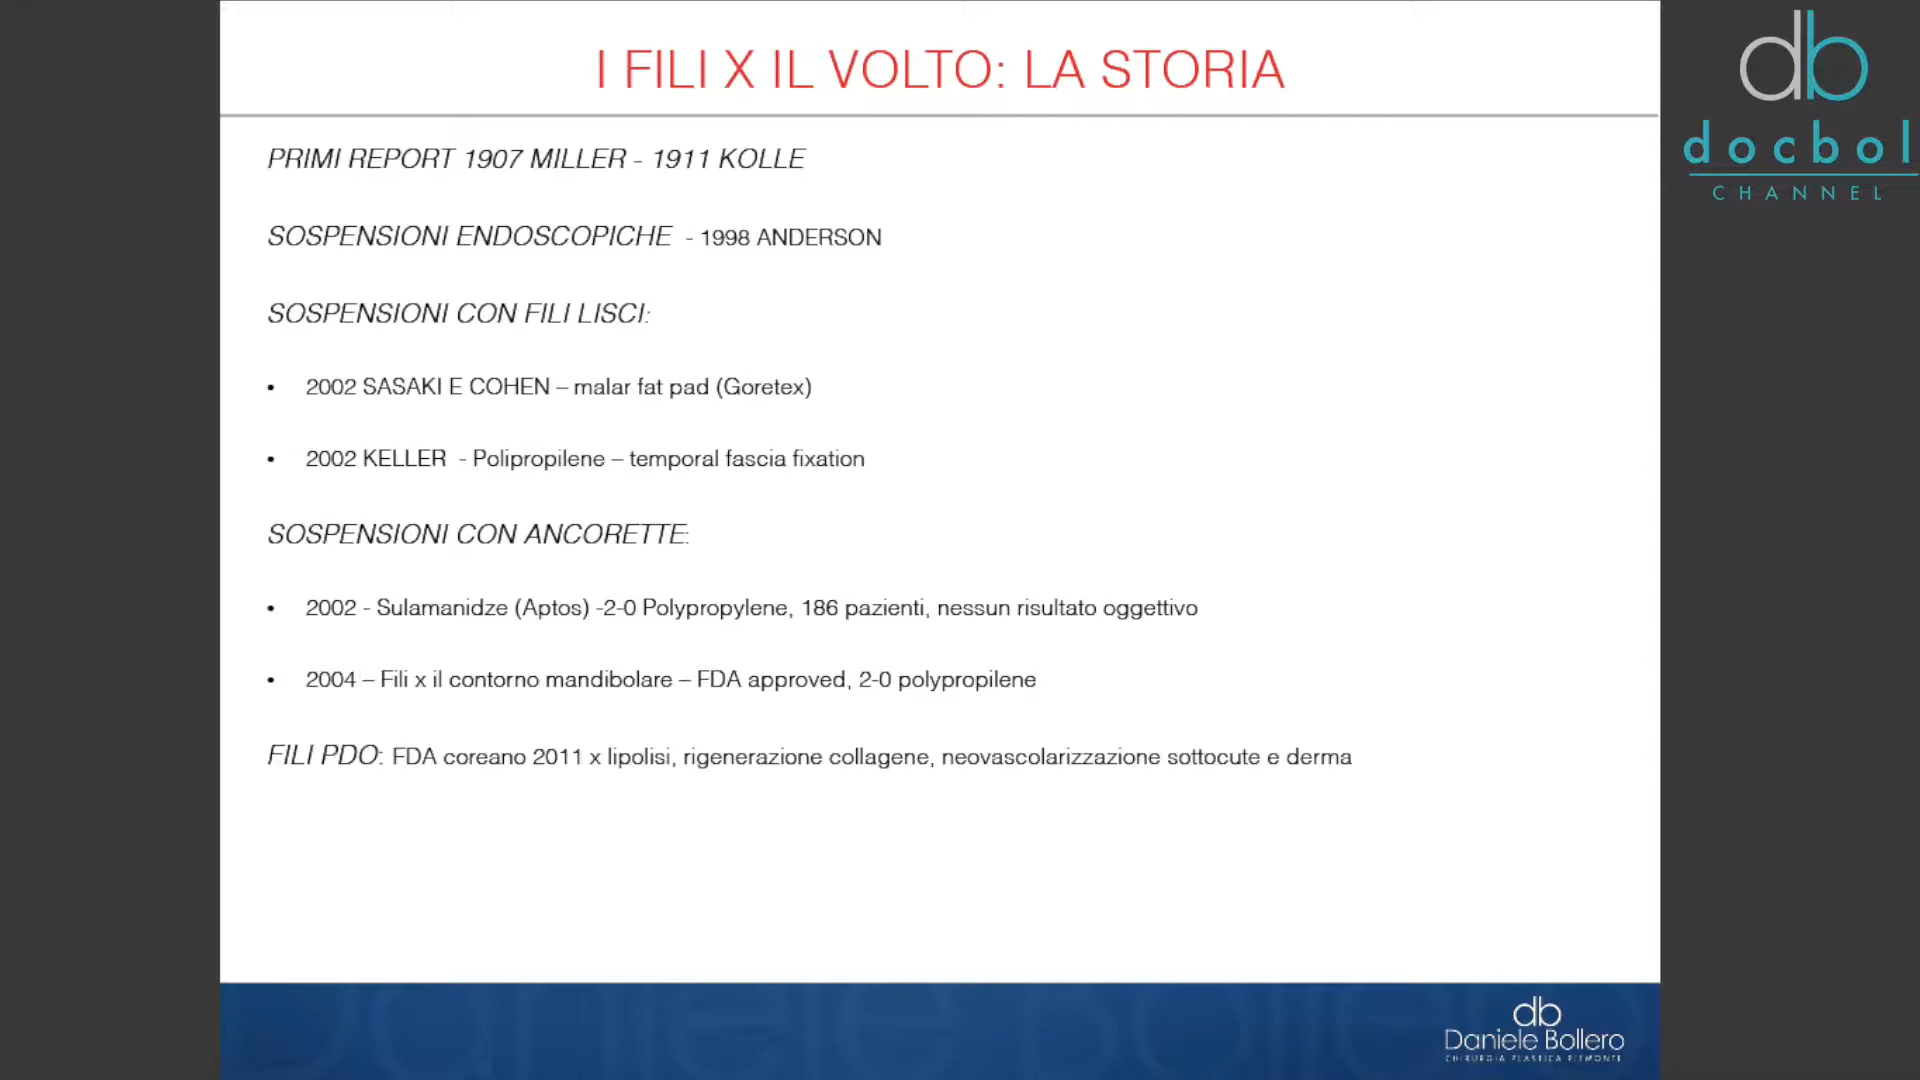 I FILI X IL VOLTO: LA STORIA
PRIMI REPORT 1907 MILLER - 1911 KOLLE
SOSPENSIONI ENDOSCOPICHE - 1998 ANDERSON
SOSPENSIONI CON FILI LISCI:
• 2002 SASAKI E COHEN – malar fat pad (Goretex)
• 2002 KELLER - Polipropilene – temporal fascia fixation
SOSPENSIONI CON ANCORETTE:
• 2002 - Sulamanidze (Aptos) -2-0 Polypropylene, 186 pazienti, nessun risultato oggettivo
• 2004 – Fili x il contorno mandibolare – FDA approved, 2-0 polypropilene
FILI PDO: FDA coreano 2011 x lipolisi, rigenerazione collagene, neovascolarizzazione sottocute e derma
db
docbol
CHANNEL
daniele bollero
db
Daniele Bollero
CHIRURGIA PLASTICA PIEMONTE